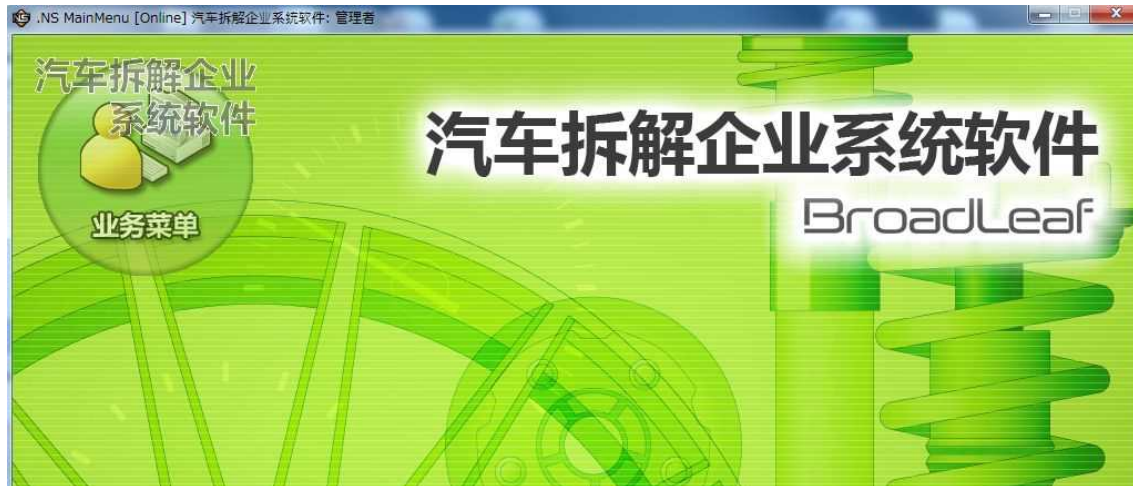 .NS MainMenu [Online] 汽车拆解企业系统软件: 管理者
汽车拆解企业
系统软件
业务菜单
汽车拆解企业系统软件
BroadLeaf